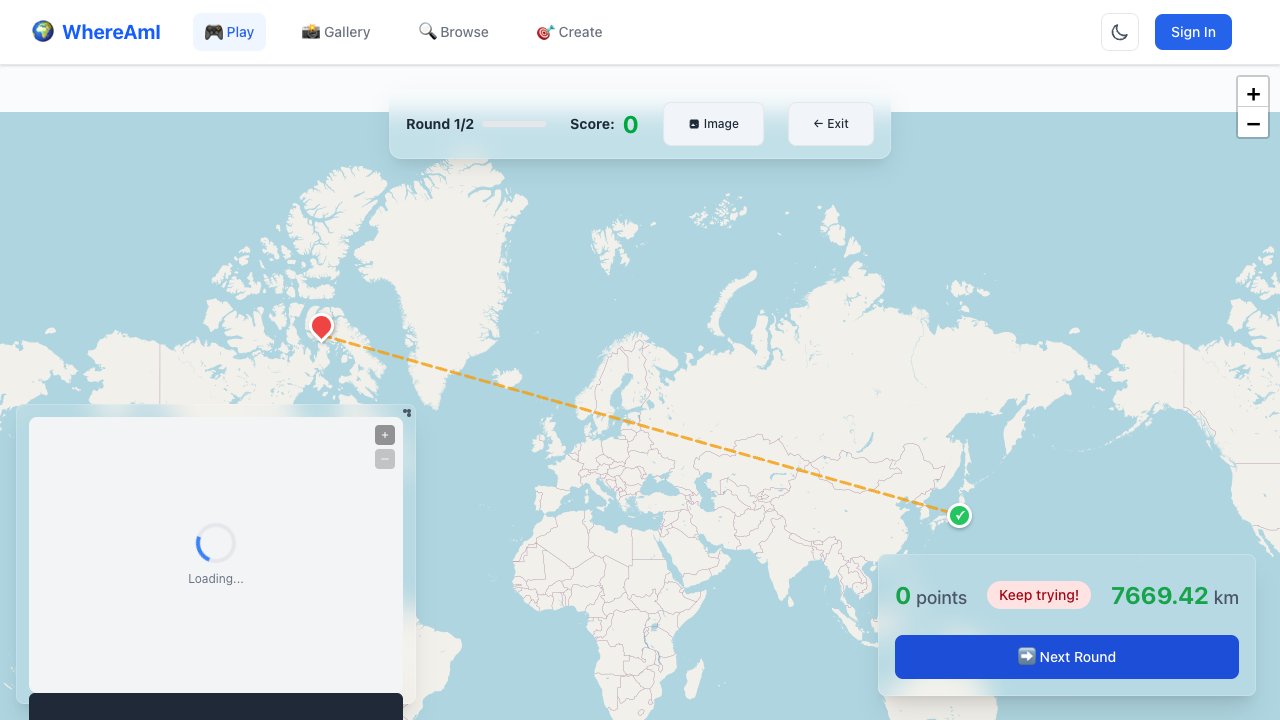 WhereAmI
Play
Gallery
Browse
Create
Sign In
Round 1/2
Score: 0
Image
← Exit
+
−
+
−
Loading...
0 points
Keep trying!
7669.42 km
Next Round